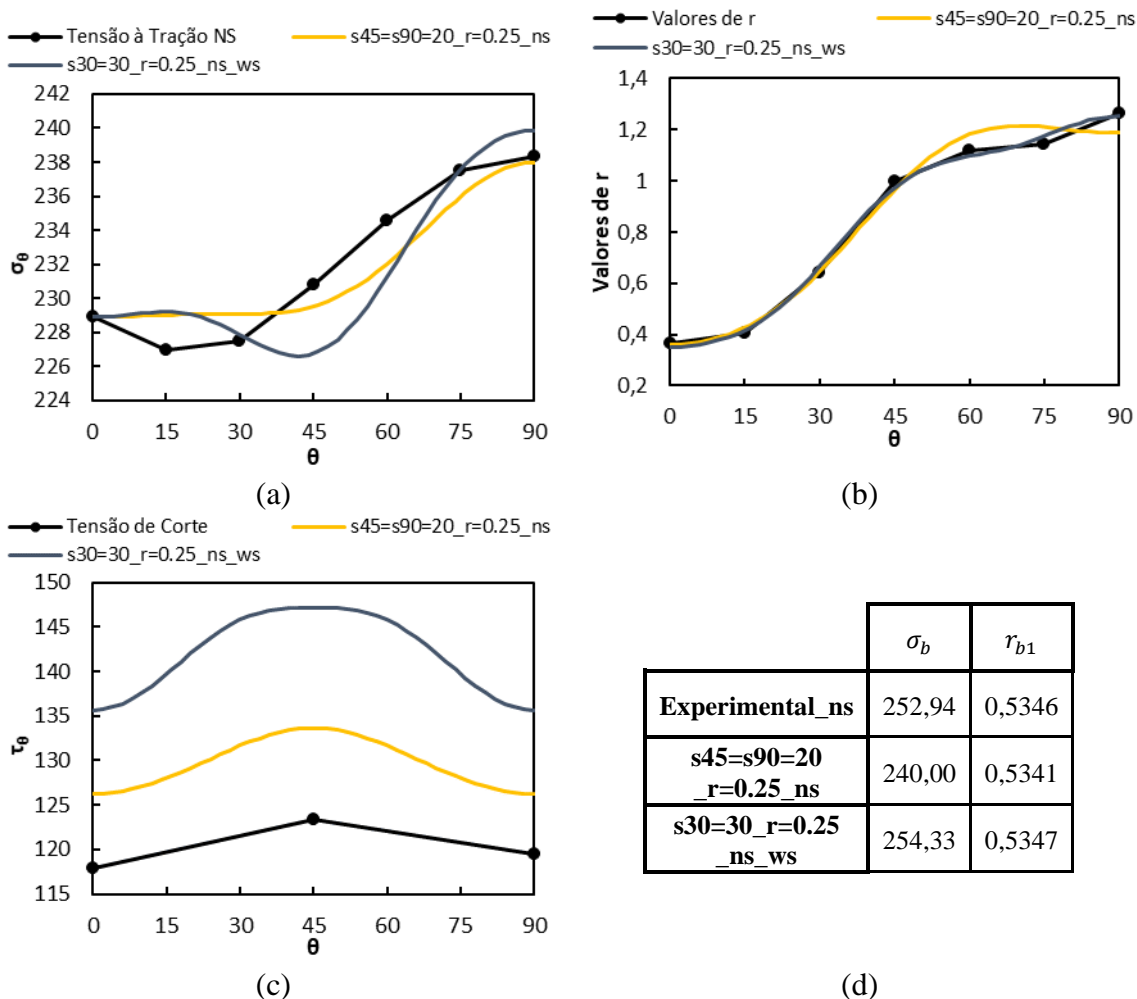 Tensão à Tração NS
s45=s90=20_r=0.25_ns
s30=30_r=0.25_ns_ws
242
240
238
236
234
232
230
228
226
224
σθ
0 15 30 45 60 75 90
θ
(a)
Valores de r
s45=s90=20_r=0.25_ns
s30=30_r=0.25_ns_ws
1,4
1,2
1
0,8
0,6
0,4
0,2
Valores de r
0 15 30 45 60 75 90
θ
(b)
Tensão de Corte
s45=s90=20_r=0.25_ns
s30=30_r=0.25_ns_ws
150
145
140
135
130
125
120
115
τθ
0 15 30 45 60 75 90
θ
(c)
σb rb1
Experimental_ns 252,94 0,5346
s45=s90=20
_r=0.25_ns 240,00 0,5341
s30=30_r=0.25
_ns_ws 254,33 0,5347
(d)